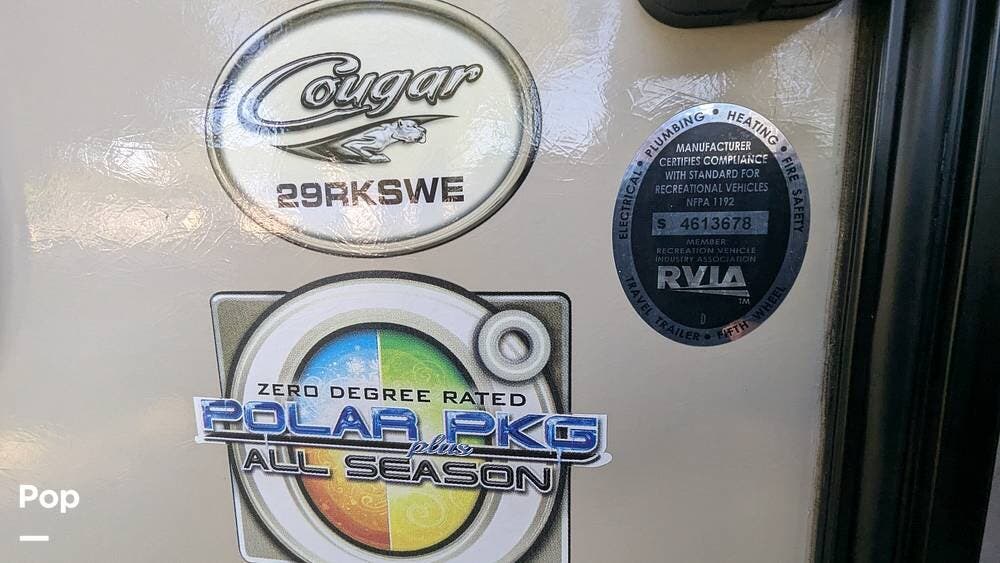 Cougar
29RKSWE
ZERO DEGREE RATED
POLAR PKG
plus
ALL SEASON
ELECTRICAL • PLUMBING • HEATING • FIRE SAFETY
MANUFACTURER
CERTIFIES COMPLIANCE
WITH STANDARD FOR
RECREATIONAL VEHICLES
NFPA 1192
S 4613678
MEMBER
RECREATION VEHICLE
INDUSTRY ASSOCIATION
RVIA
TM
D
TRAVEL TRAILER • FIFTH WHEEL
Pop